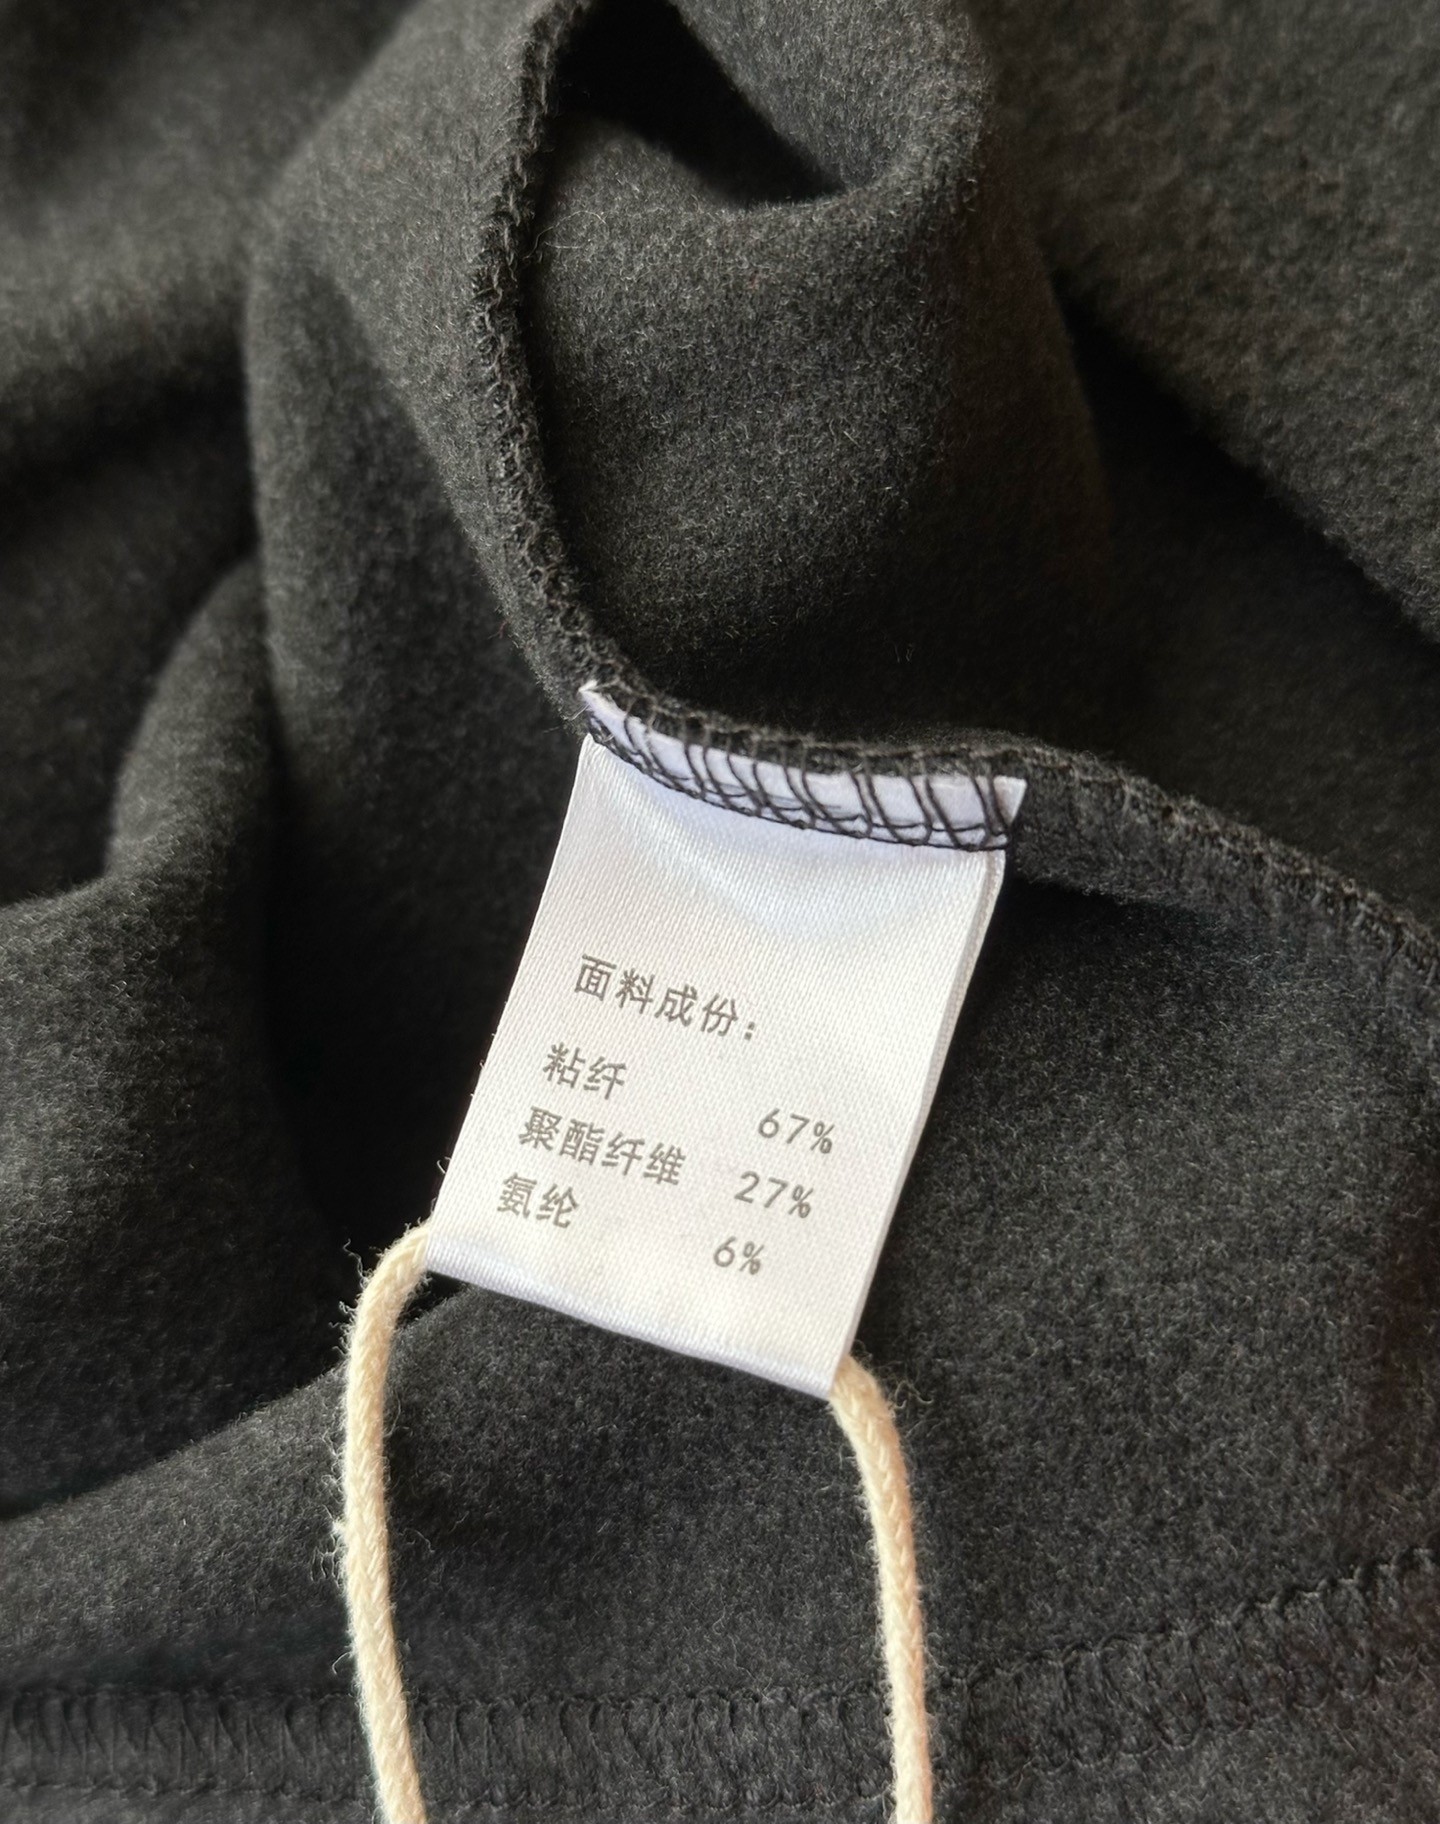 面料成份：
粘纤 67%
聚酯纤维 27%
氨纶 6%